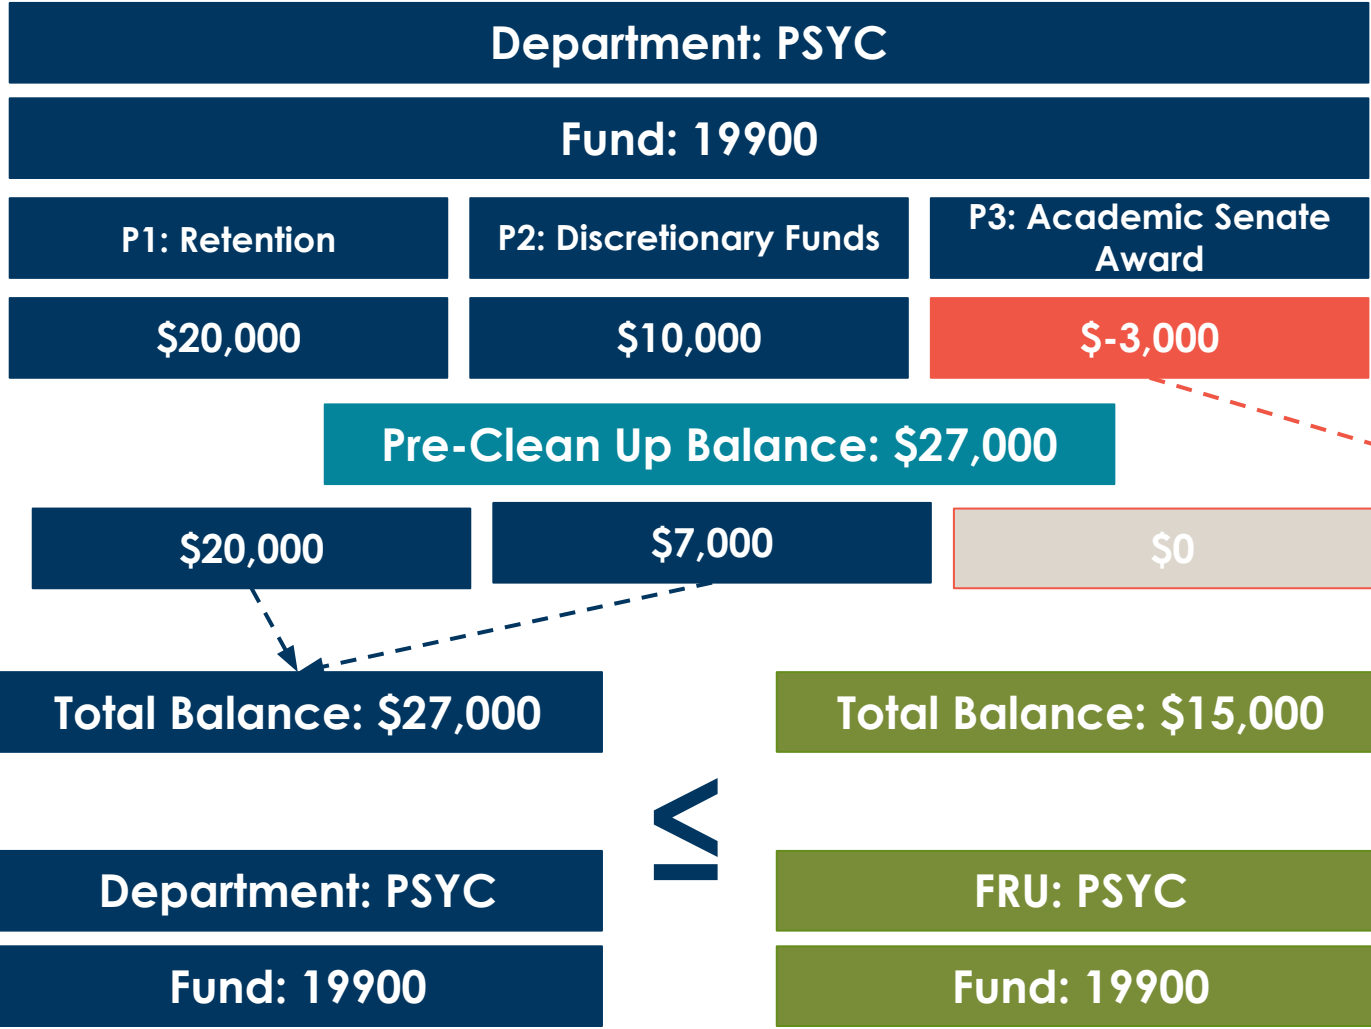 Department: PSYC
Fund: 19900
P1: Retention
P2: Discretionary Funds
P3: Academic Senate
Award
$20,000
$10,000
$-3,000
Pre-Clean Up Balance: $27,000
$20,000
$7,000
$0
Total Balance: $27,000
Total Balance: $15,000
≤
Department: PSYC
FRU: PSYC
Fund: 19900
Fund: 19900